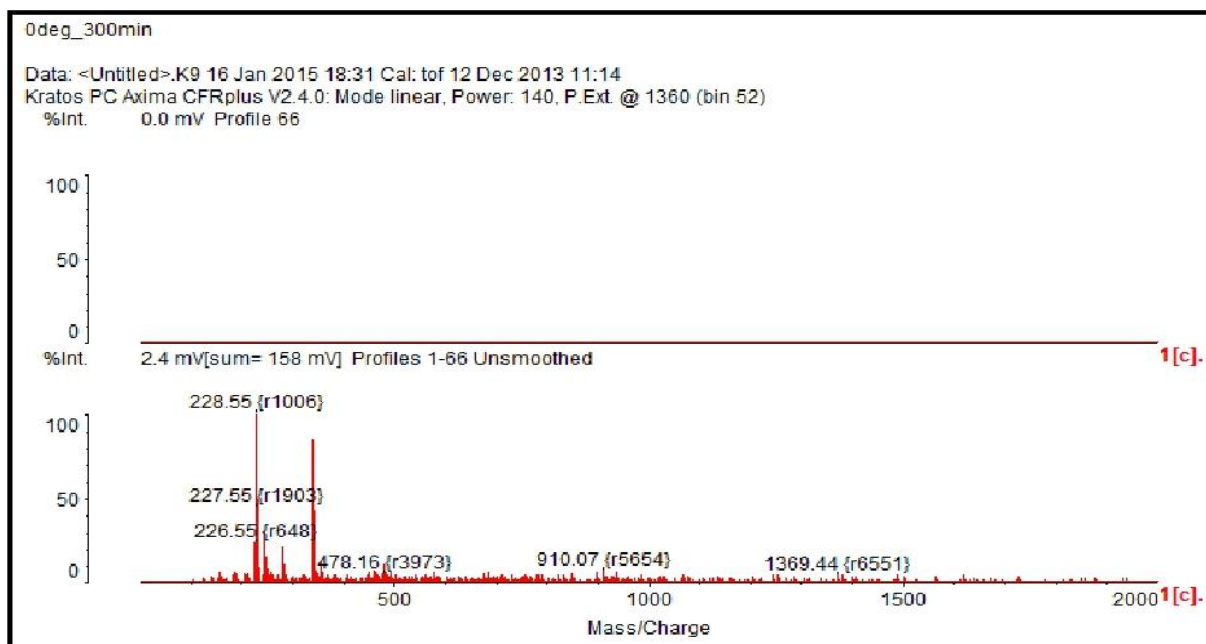 0deg_300min
Data: <Untitled>.K9 16 Jan 2015 18:31 Cal: tof 12 Dec 2013 11:14
Kratos PC Axima CFRplus V2.4.0: Mode linear, Power: 140, P.Ext. @ 1360 (bin 52)
%Int. 0.0 mV Profile 66
100
50
0
1[c].
%Int. 2.4 mV[sum= 158 mV] Profiles 1-66 Unsmoothed
228.55 {r1006}
100
227.55 {r1903}
50
226.55 {r648}
478.16 {r3973}
910.07 {r5654}
1369.44 {r6551}
0
1[c].
500 1000 1500 2000
Mass/Charge